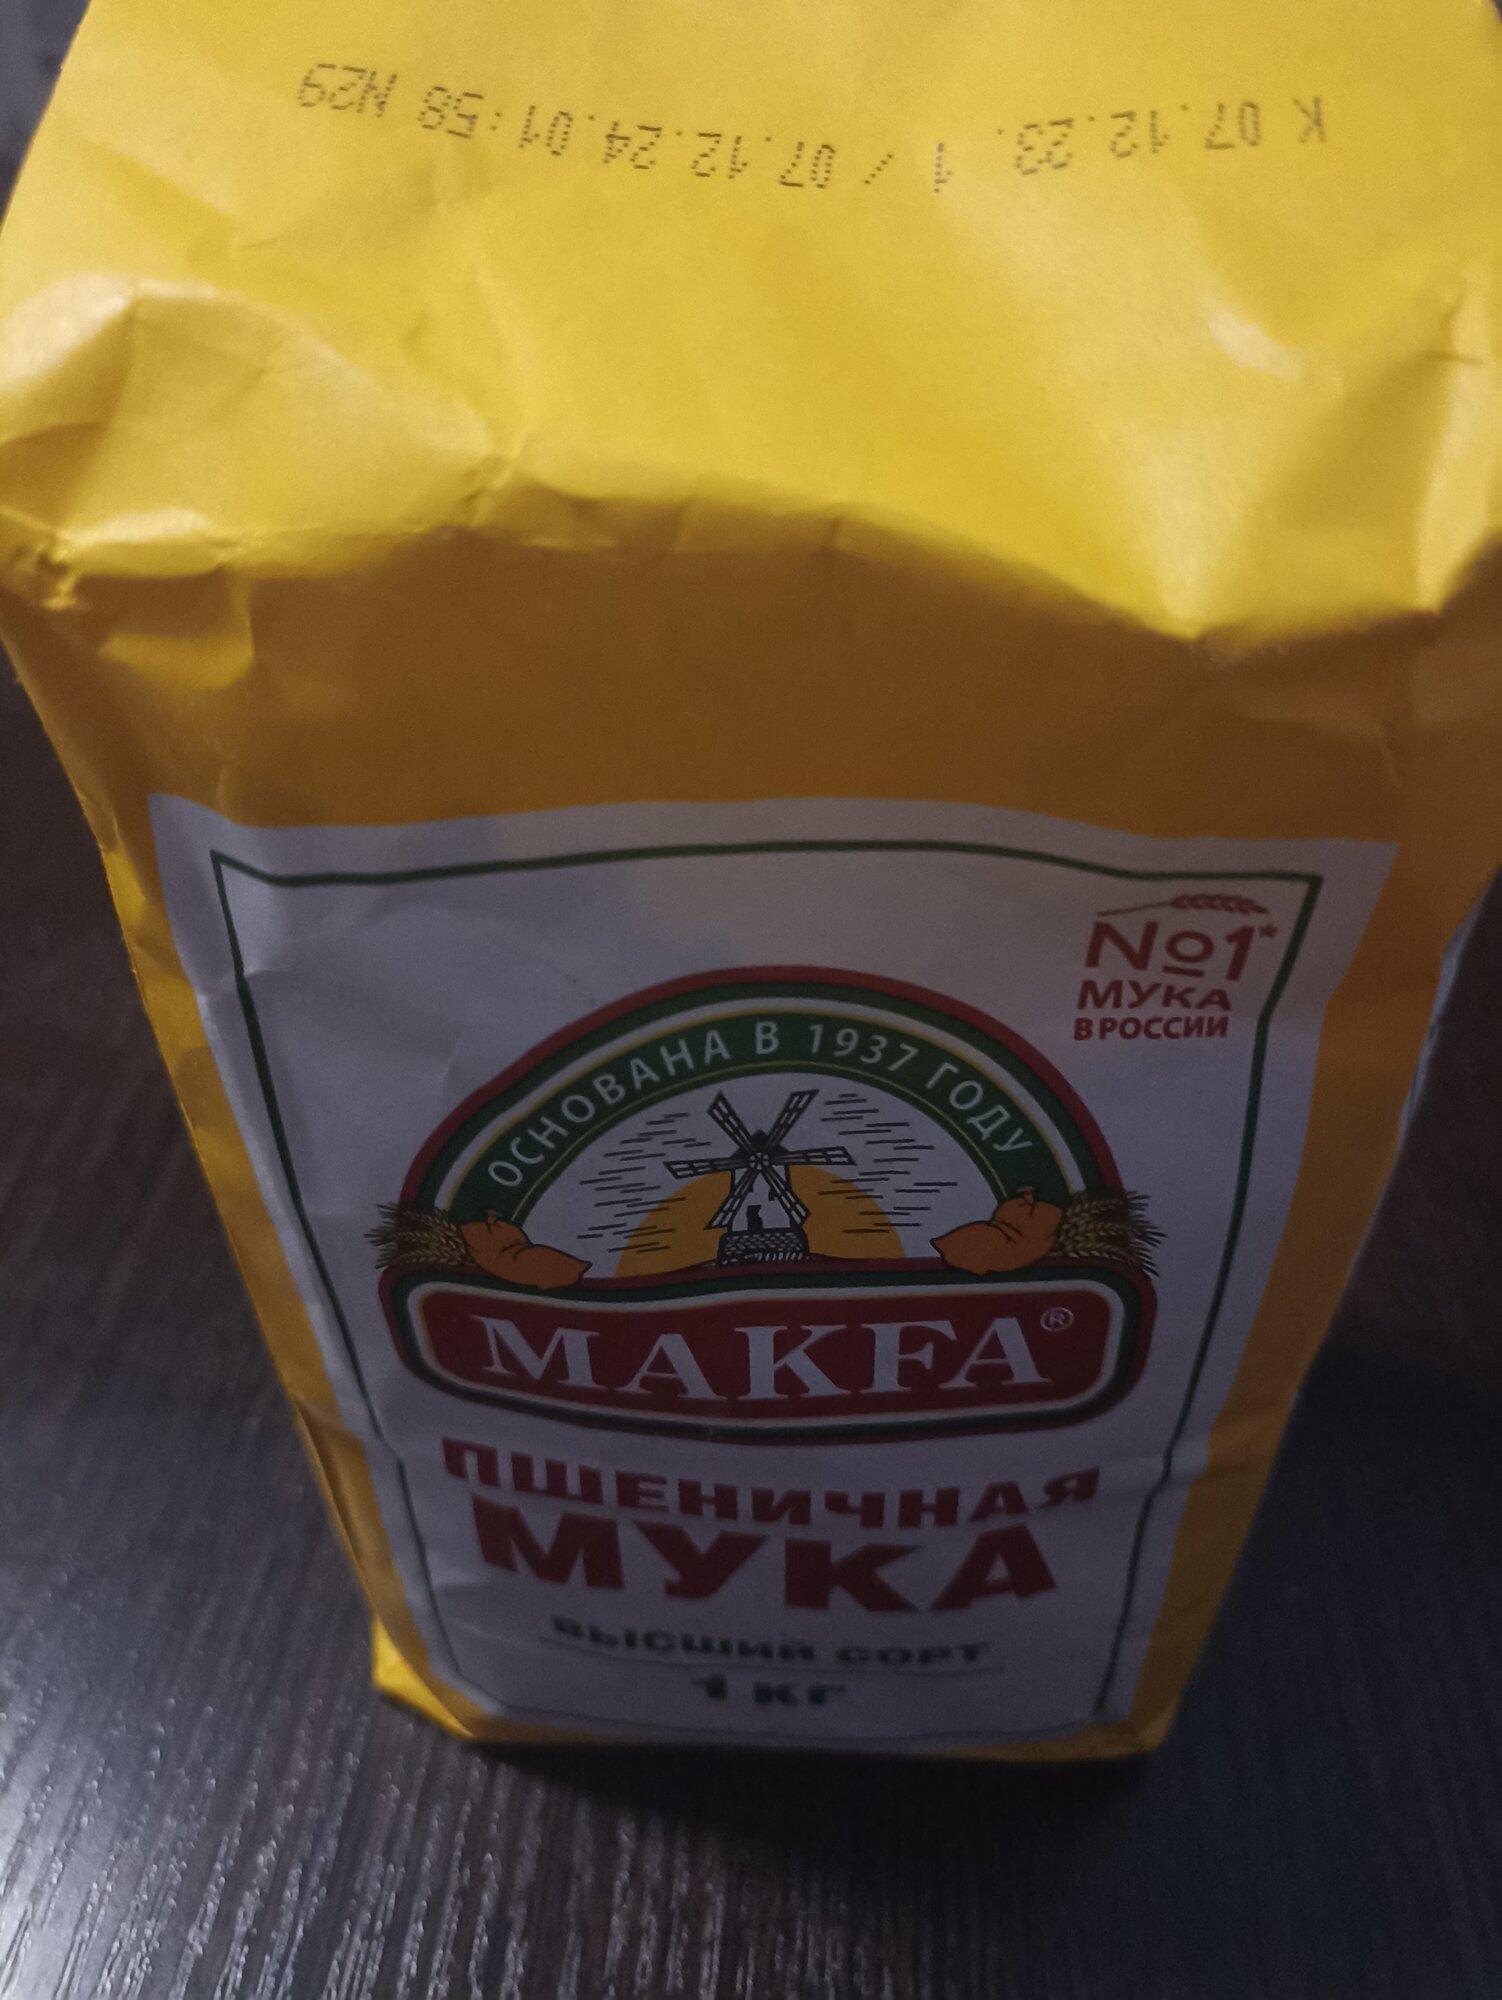 К 07.12.23. 1 / 07.12.24.01:58 МZ9
№1*
МУКА
В РОССИИ
ОСНОВАНА В 1937 ГОДУ
MAKFA®
ПШЕНИЧНАЯ
МУКА
ВЫСШИЙ СОРТ
1 КГ